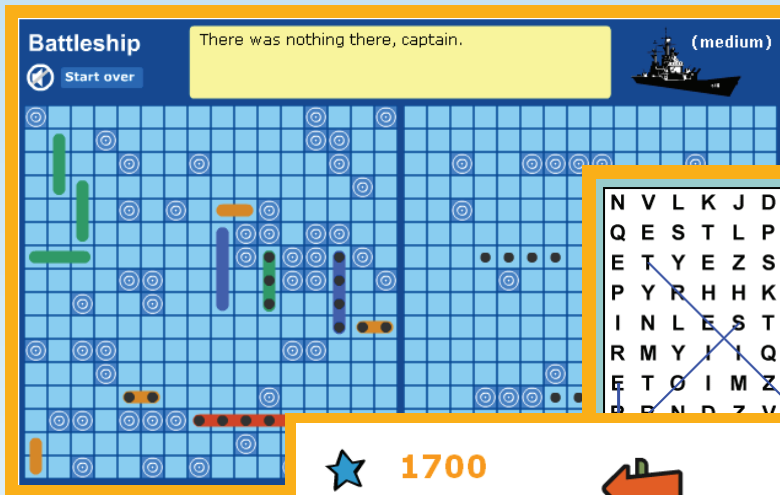 Battleship
There was nothing there, captain.
(medium)
Start over
N V L K J D
Q E S T L P
E T Y E Z S
P Y R H H K
I N L E S T
R M Y I I Q
E T O I M Z
1700